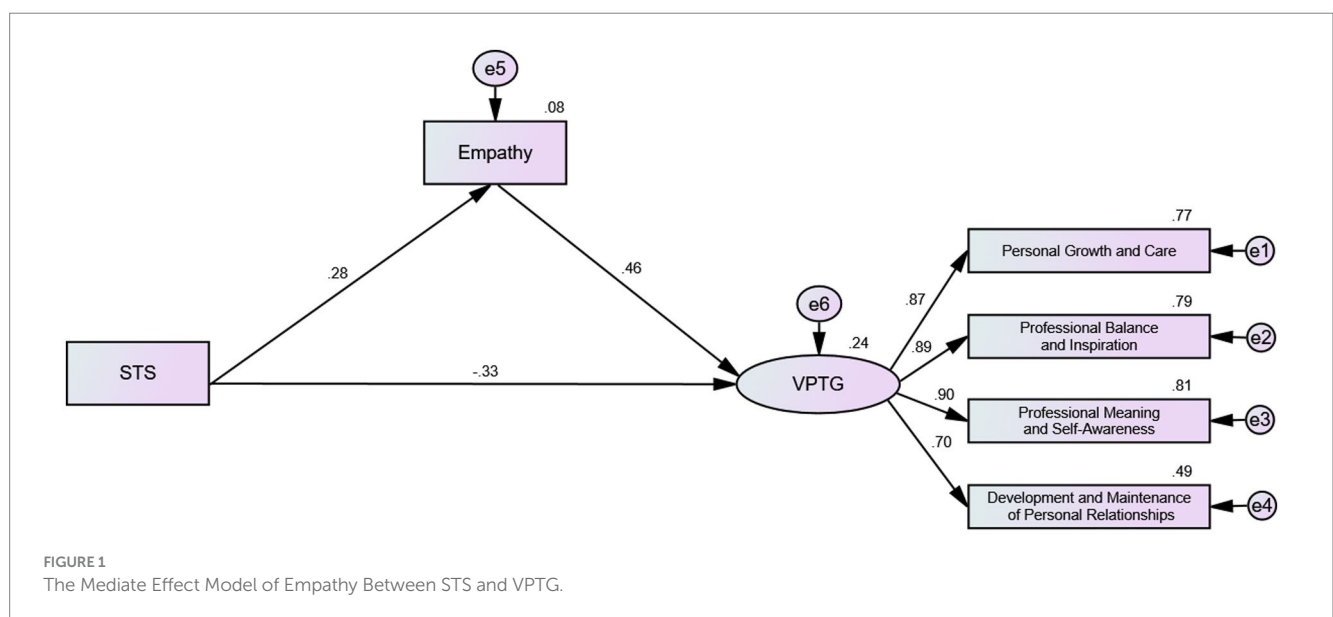 e5
.08
Empathy
.28
.46
STS
-.33
e6
.24
VPTG
.87
.89
.90
.70
.77
Personal Growth and Care
e1
.79
Professional Balance
and Inspiration
e2
.81
Professional Meaning
and Self-Awareness
e3
.49
Development and Maintenance
of Personal Relationships
e4
FIGURE 1
The Mediate Effect Model of Empathy Between STS and VPTG.